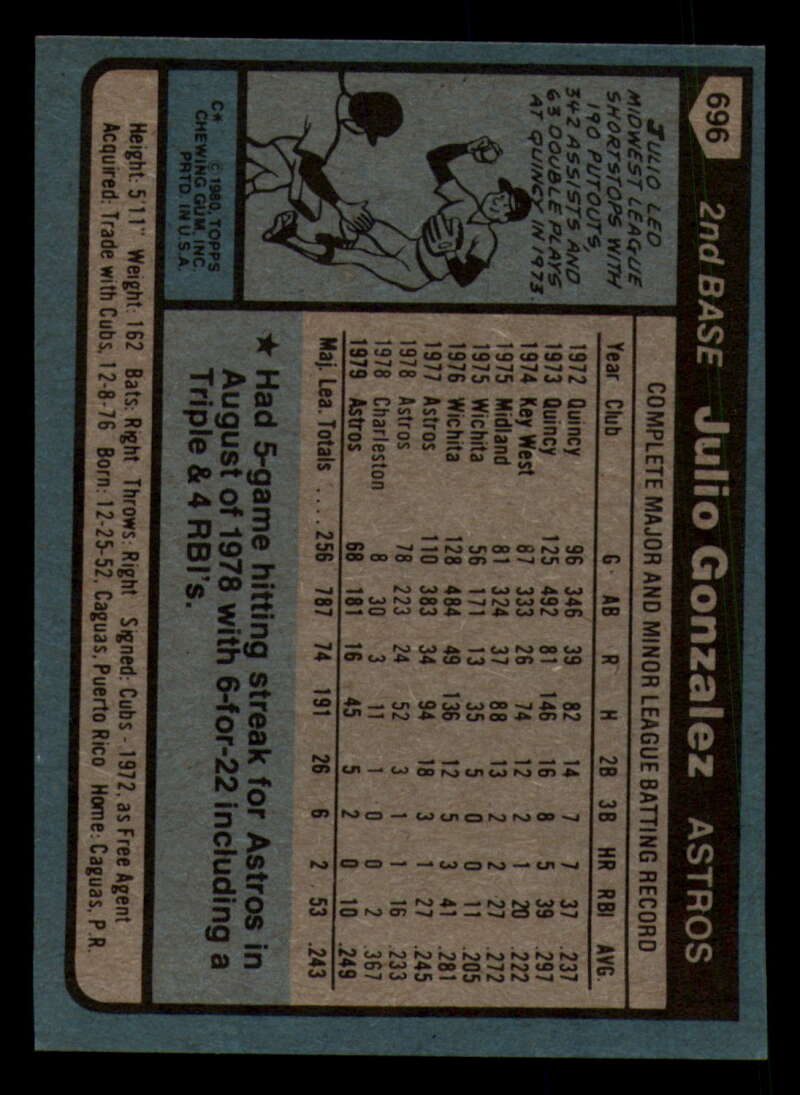 696
2nd BASE Julio Gonzalez ASTROS
JULIO LED
MIDWEST LEAGUE
SHORTSTOPS WITH
190 PUTOUTS,
342 ASSISTS AND
63 DOUBLE PLAYS
AT QUINCY IN 1973.
C* © 1980, TOPPS
CHEWING GUM, INC.
PRTD. IN U.S.A.
COMPLETE MAJOR AND MINOR LEAGUE BATTING RECORD
Year Club G AB R H 2B 3B HR RBI AVG.
1972 Quincy 96 346 39 82 14 7 7 37 .237
1973 Quincy 125 492 81 146 16 8 5 39 .297
1974 Key West 87 333 26 74 12 2 1 20 .222
1975 Midland 81 324 37 88 13 2 2 27 .272
1975 Wichita 56 171 13 35 5 0 0 11 .205
1976 Wichita 128 484 49 136 12 5 3 41 .281
1977 Astros 110 383 34 94 18 3 1 27 .245
1978 Astros 78 223 24 52 3 1 1 16 .233
1978 Charleston 8 30 3 11 1 0 0 2 .367
1979 Astros 68 181 16 45 5 2 0 10 .249
Maj. Lea. Totals .... 256 787 74 191 26 6 2 53 .243
★ Had 5-game hitting streak for Astros in
August of 1978 with 6-for-22 including a
Triple & 4 RBI's.
Height: 5'11" Weight: 162 Bats: Right Throws: Right Signed: Cubs - 1972, as Free Agent
Acquired: Trade with Cubs, 12-8-76 Born: 12-25-52, Caguas, Puerto Rico Home: Caguas, P.R.